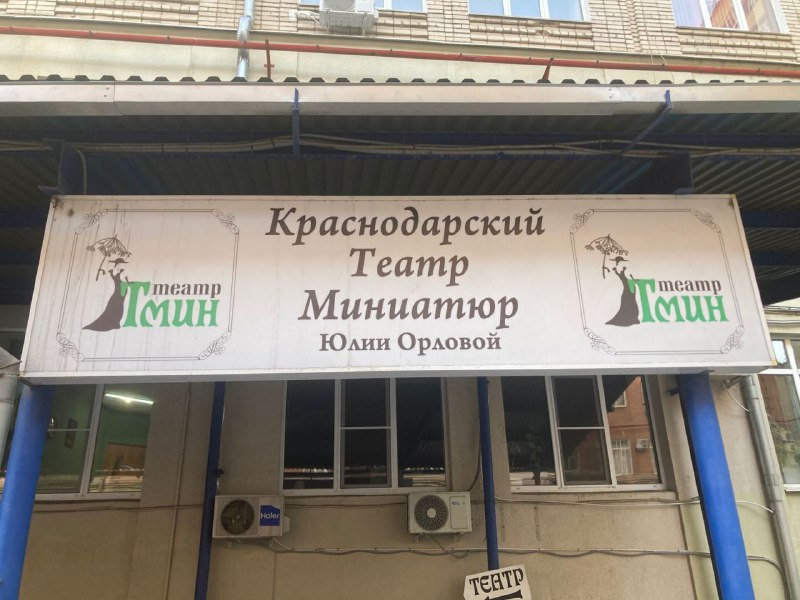 Краснодарский
Театр
Миниатюр
Юлии Орловой
театр
Тмин
театр
Тмин
Haier
ТЕАТР